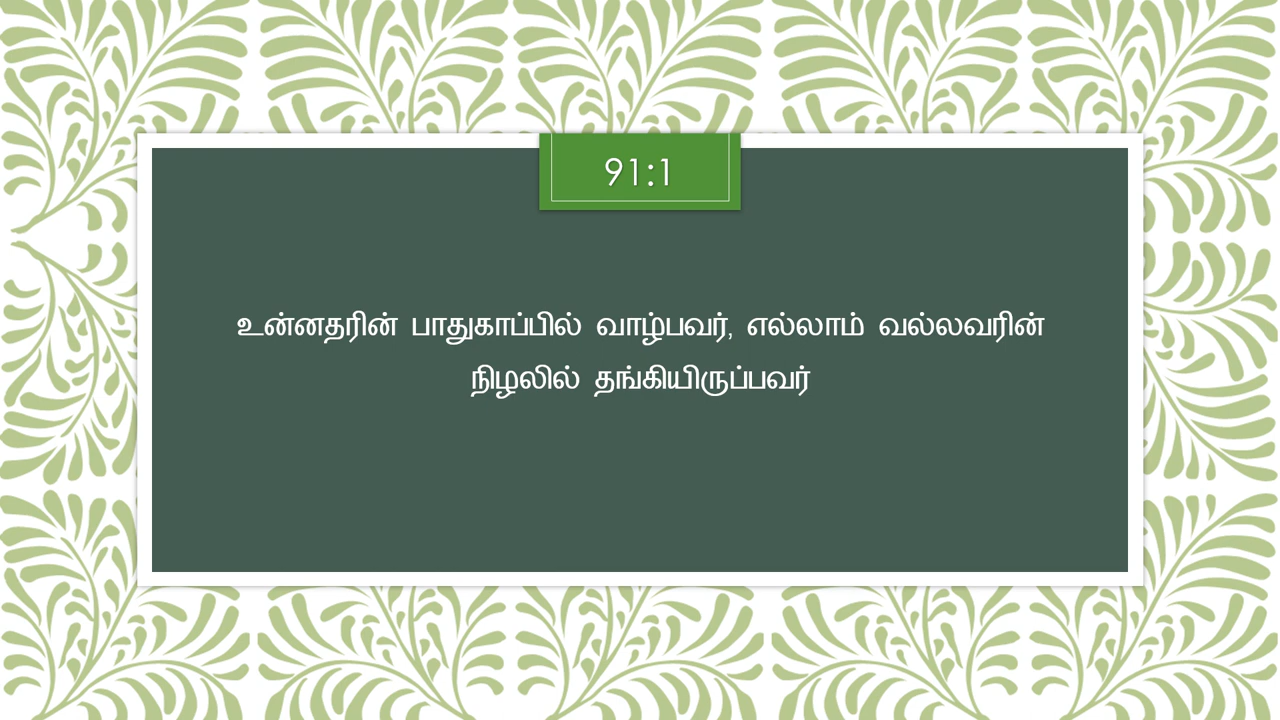 91:1
உன்னதரின் பாதுகாப்பில் வாழ்பவர், எல்லாம் வல்லவரின்
நிழலில் தங்கியிருப்பவர்